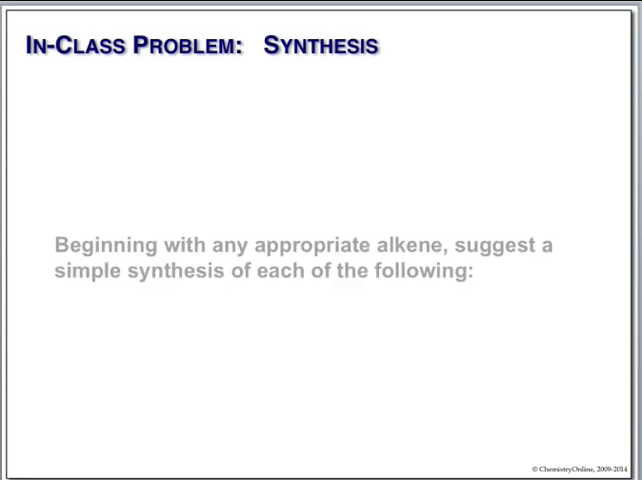 IN-CLASS PROBLEM: SYNTHESIS
Beginning with any appropriate alkene, suggest a
simple synthesis of each of the following:
© ChemistryOnline, 2009-2014